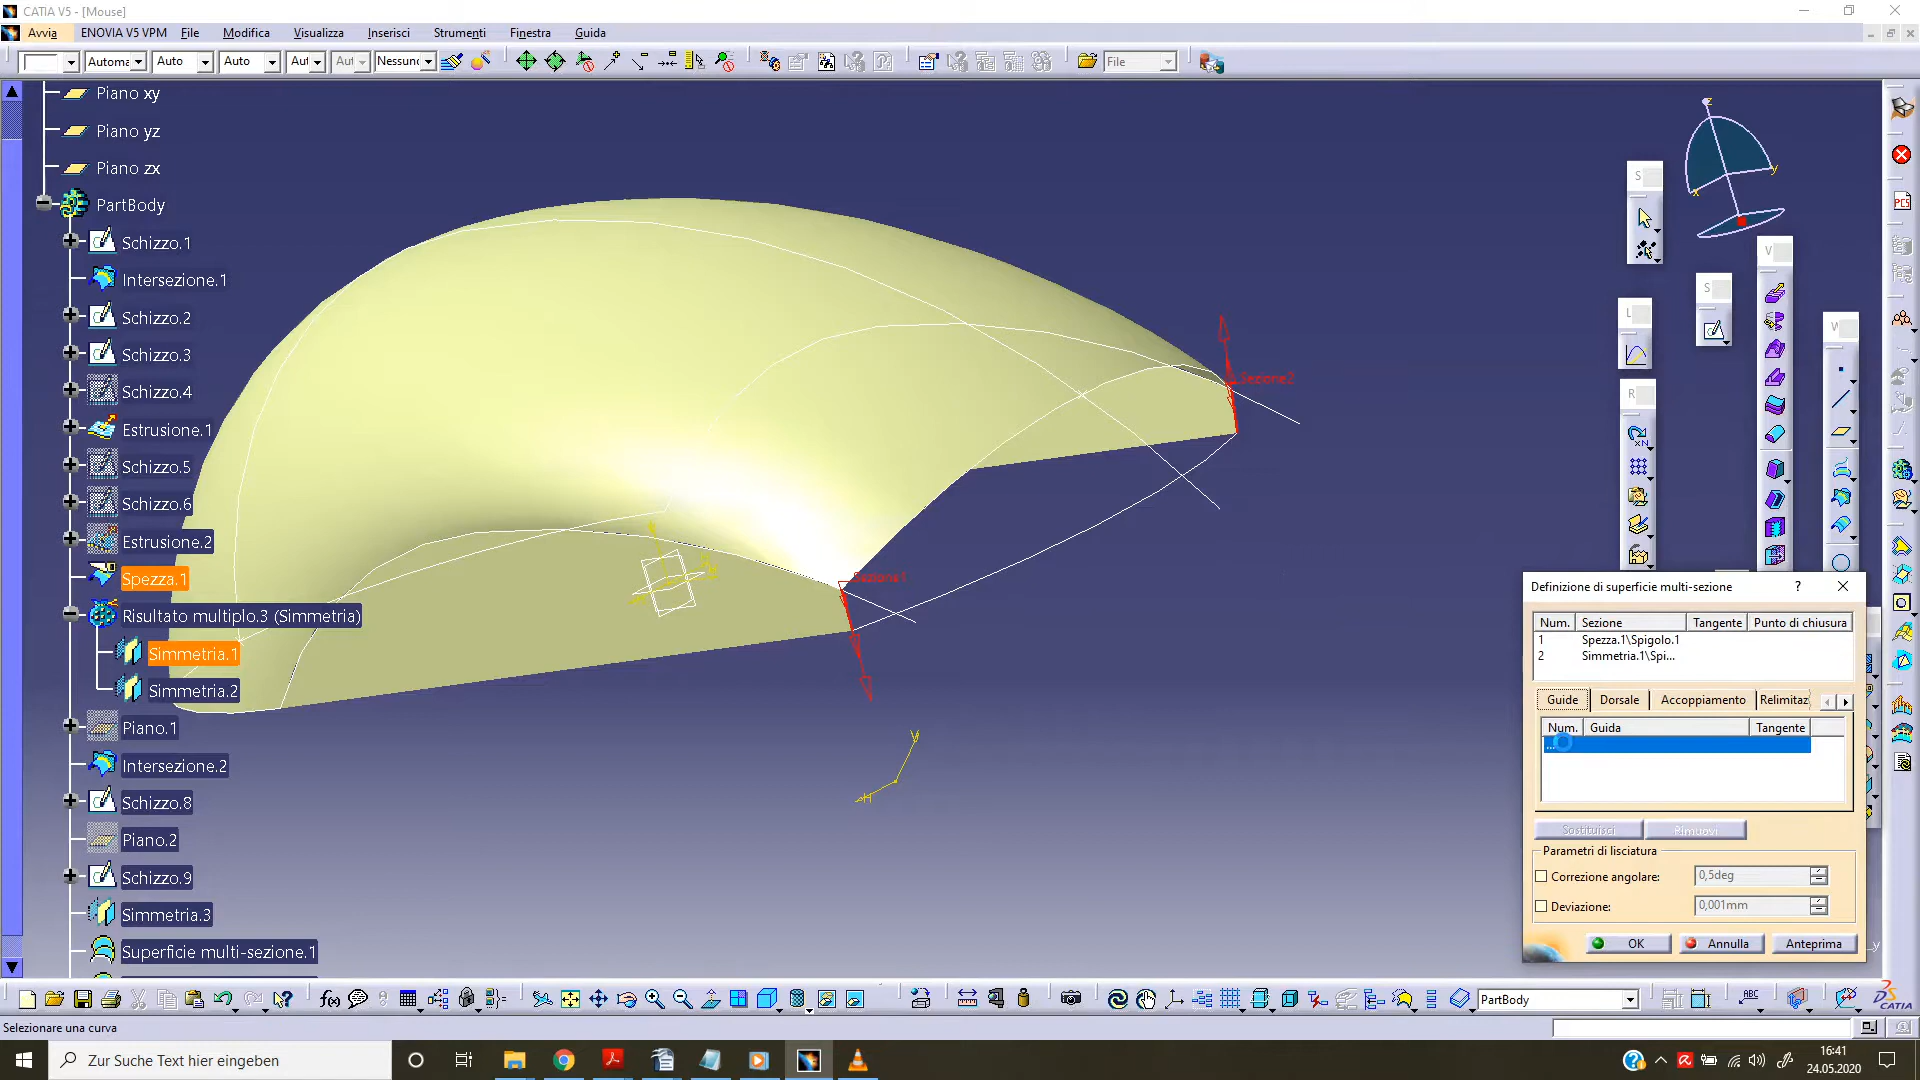 CATIA V5 - [Mouse]
Avvia ENOVIA V5 VPM File Modifica Visualizza Inserisci Strumenti Finestra Guida
Automa Auto Auto Aut Aut Nessuno File
Piano xy
Piano yz
Piano zx
PartBody
Schizzo.1
Intersezione.1
Schizzo.2
Schizzo.3
Schizzo.4
Estrusione.1
Schizzo.5
Schizzo.6
Estrusione.2
Spezza.1
Risultato multiplo.3 (Simmetria)
Simmetria.1
Simmetria.2
Piano.1
Intersezione.2
Schizzo.8
Piano.2
Schizzo.9
Simmetria.3
Superficie multi-sezione.1
Sezione2
Sezione1
H
V
z
x
y
S
L
R
S
V
W
Definizione di superficie multi-sezione ?
Num. Sezione Tangente Punto di chiusura
1 Spezza.1\Spigolo.1
2 Simmetria.1\Spi...
Guide Dorsale Accoppiamento Relimitaz
Num. Guida Tangente
...
Sostituisci Rimuovi
Parametri di lisciatura
Correzione angolare: 0,5deg
Deviazione: 0,001mm
OK Annulla Anteprima
PartBody
CATIA
Selezionare una curva
Zur Suche Text hier eingeben
16:41
24.05.2020